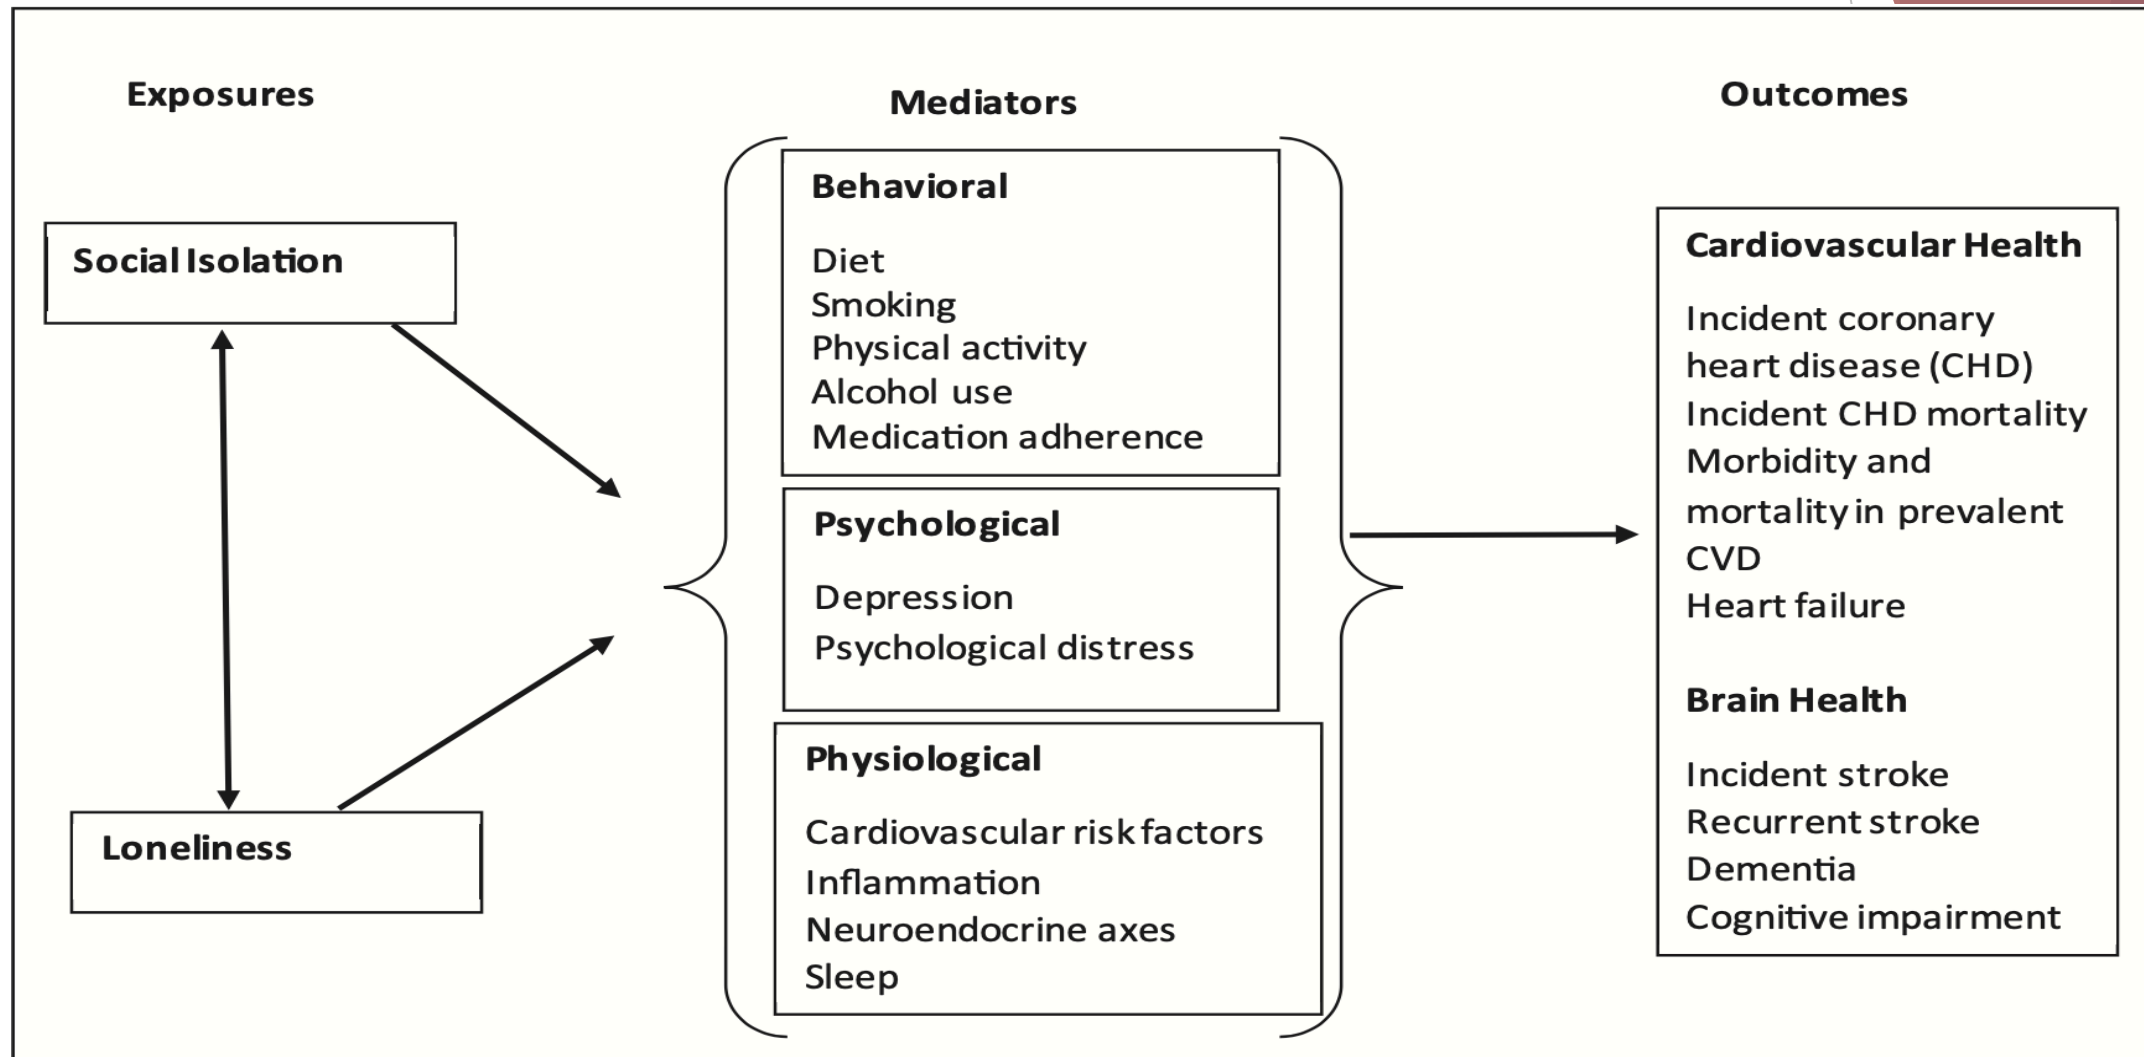 Exposures
Social Isolation
Loneliness
Mediators
Behavioral
Diet
Smoking
Physical activity
Alcohol use
Medication adherence
Psychological
Depression
Psychological distress
Physiological
Cardiovascular risk factors
Inflammation
Neuroendocrine axes
Sleep
Outcomes
Cardiovascular Health
Incident coronary
heart disease (CHD)
Incident CHD mortality
Morbidity and
mortality in prevalent
CVD
Heart failure
Brain Health
Incident stroke
Recurrent stroke
Dementia
Cognitive impairment